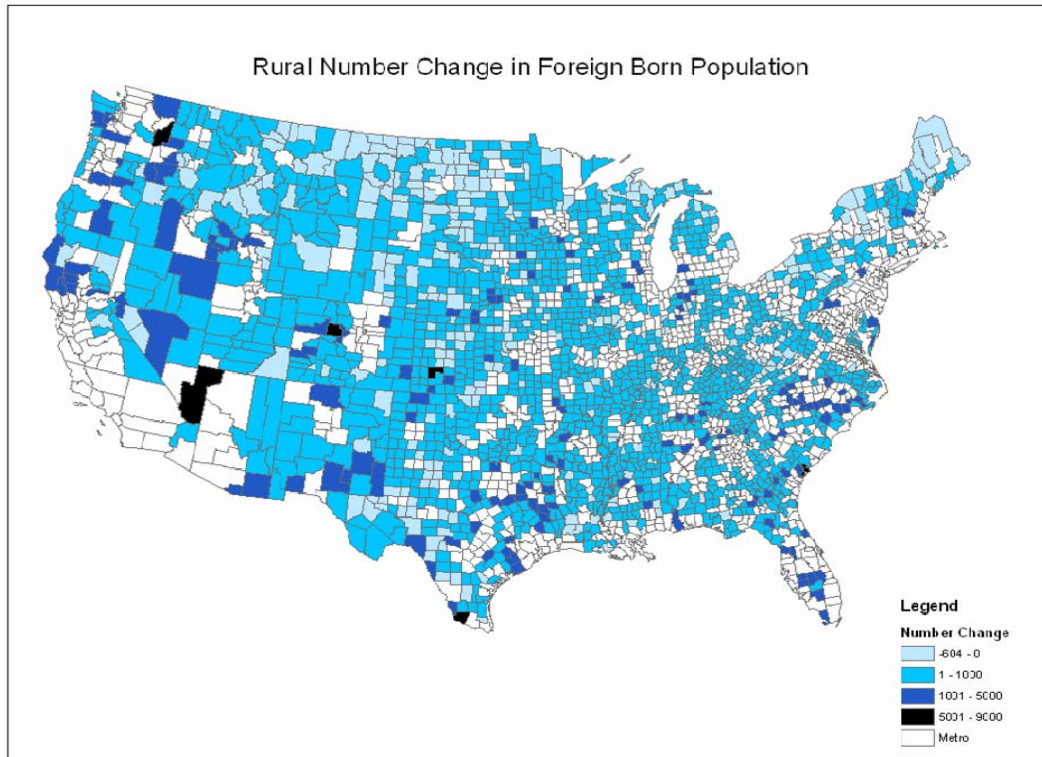 Rural Number Change in Foreign Born Population
Legend
Number Change
-604 - 0
1 - 1000
1001 - 5000
5001 - 9000
Metro